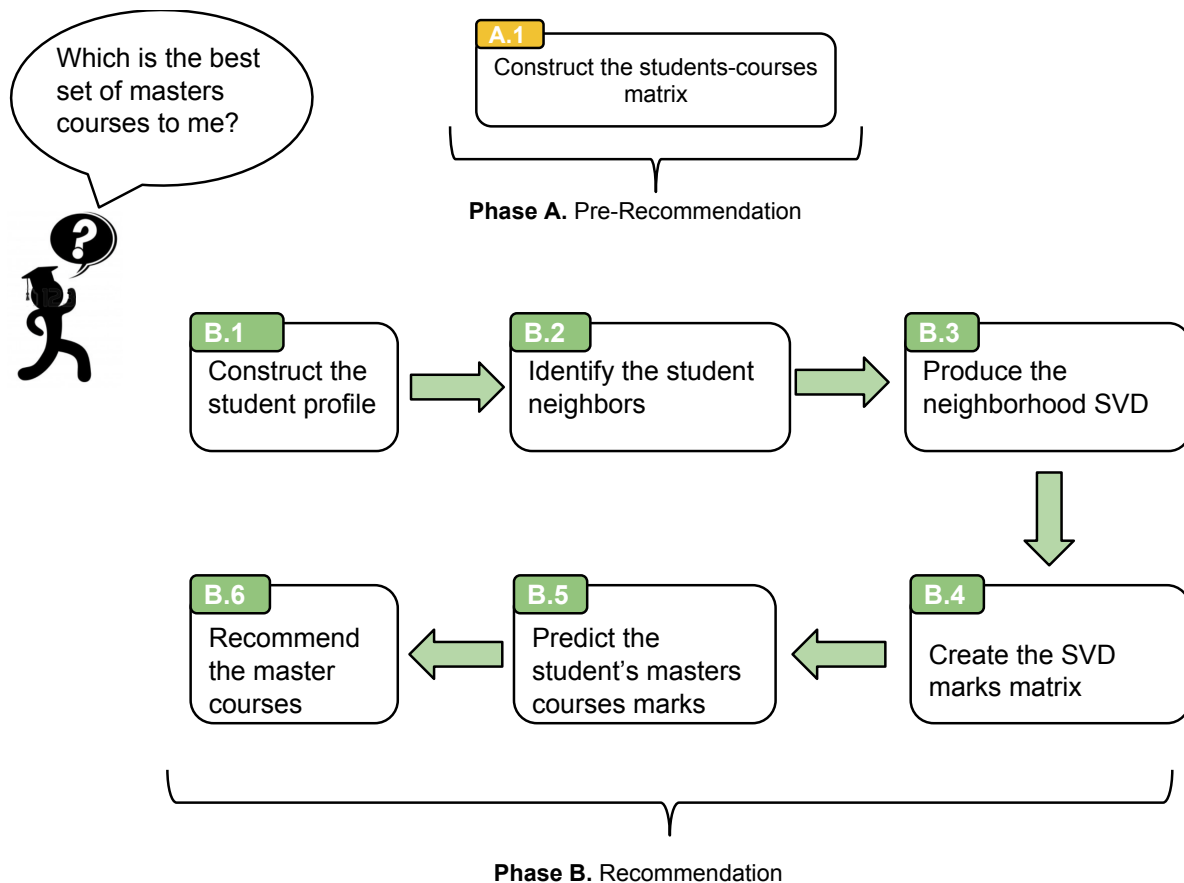 Which is the best
set of masters
courses to me?
A.1
Construct the students-courses
matrix
Phase A. Pre-Recommendation
?
B.1
Construct the
student profile
B.2
Identify the student
neighbors
B.3
Produce the
neighborhood SVD
B.4
Create the SVD
marks matrix
B.5
Predict the
student’s masters
courses marks
B.6
Recommend
the master
courses
Phase B. Recommendation